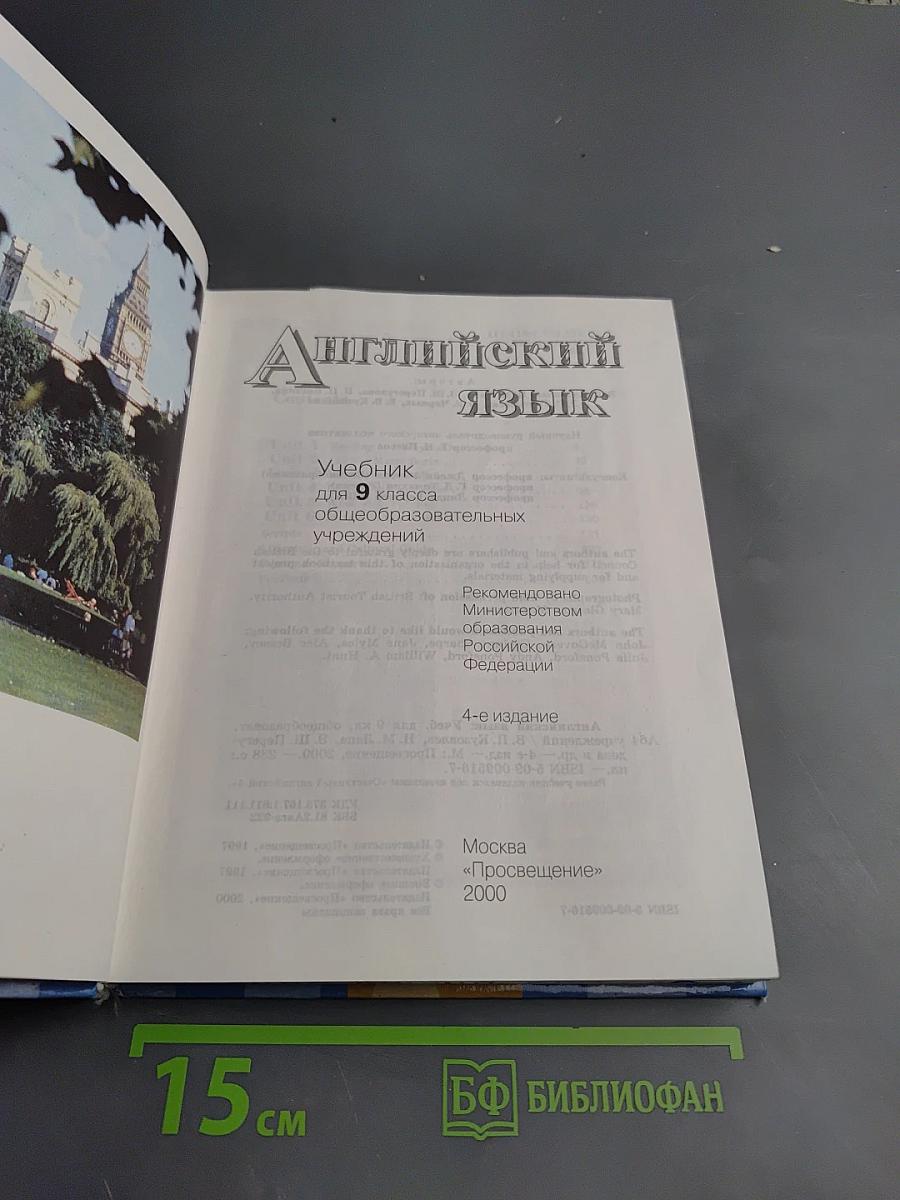 Английский
язык
Учебник
для 9 класса
общеобразовательных
учреждений
Рекомендовано
Министерством
образования
Российской
Федерации
4-е издание
Москва
«Просвещение»
2000
15 см
БФ БИБЛИОФАН